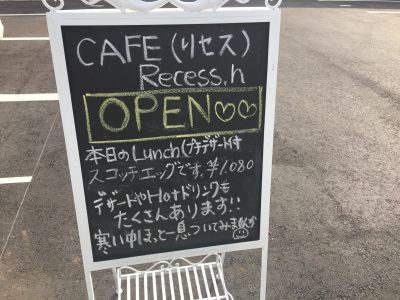 CAFE (リセス)
Recess.h
OPEN♡♡
本日のLunch(プチデザート付
スコッチエッグです。¥1,080
デザートやHotドリンクも
たくさんあります!!
寒い中ほっと一息ついてみませんか